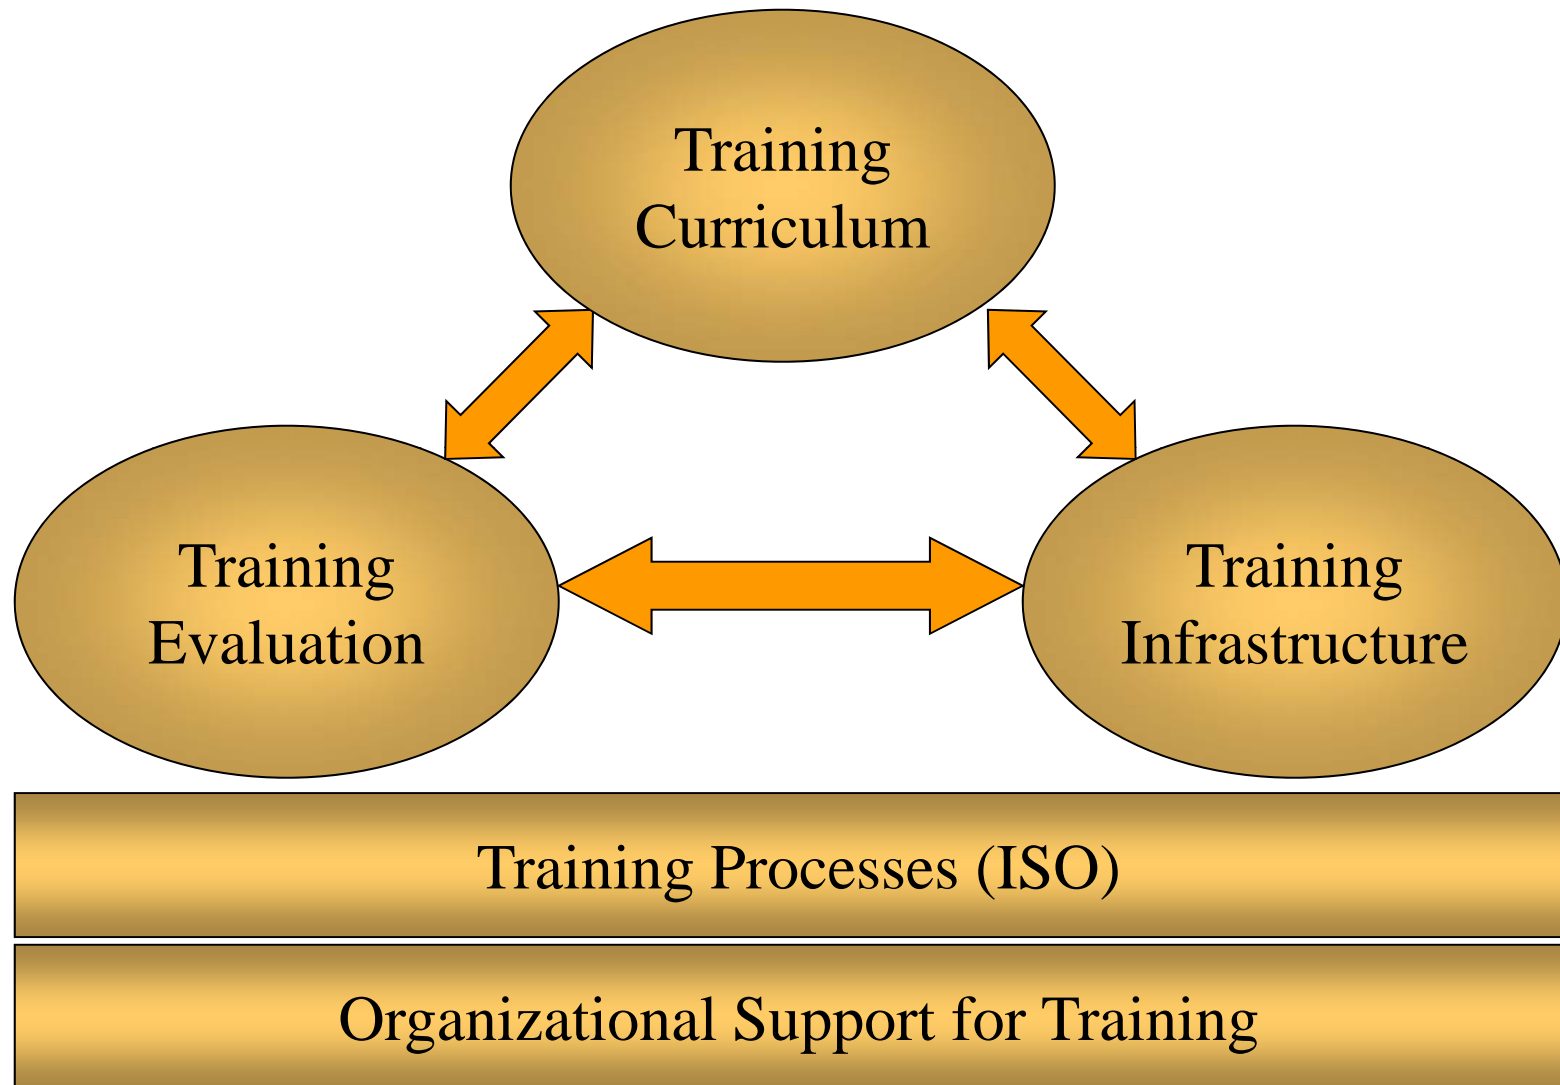 Training
Curriculum
Training
Evaluation
Training
Infrastructure
Training Processes (ISO)
Organizational Support for Training